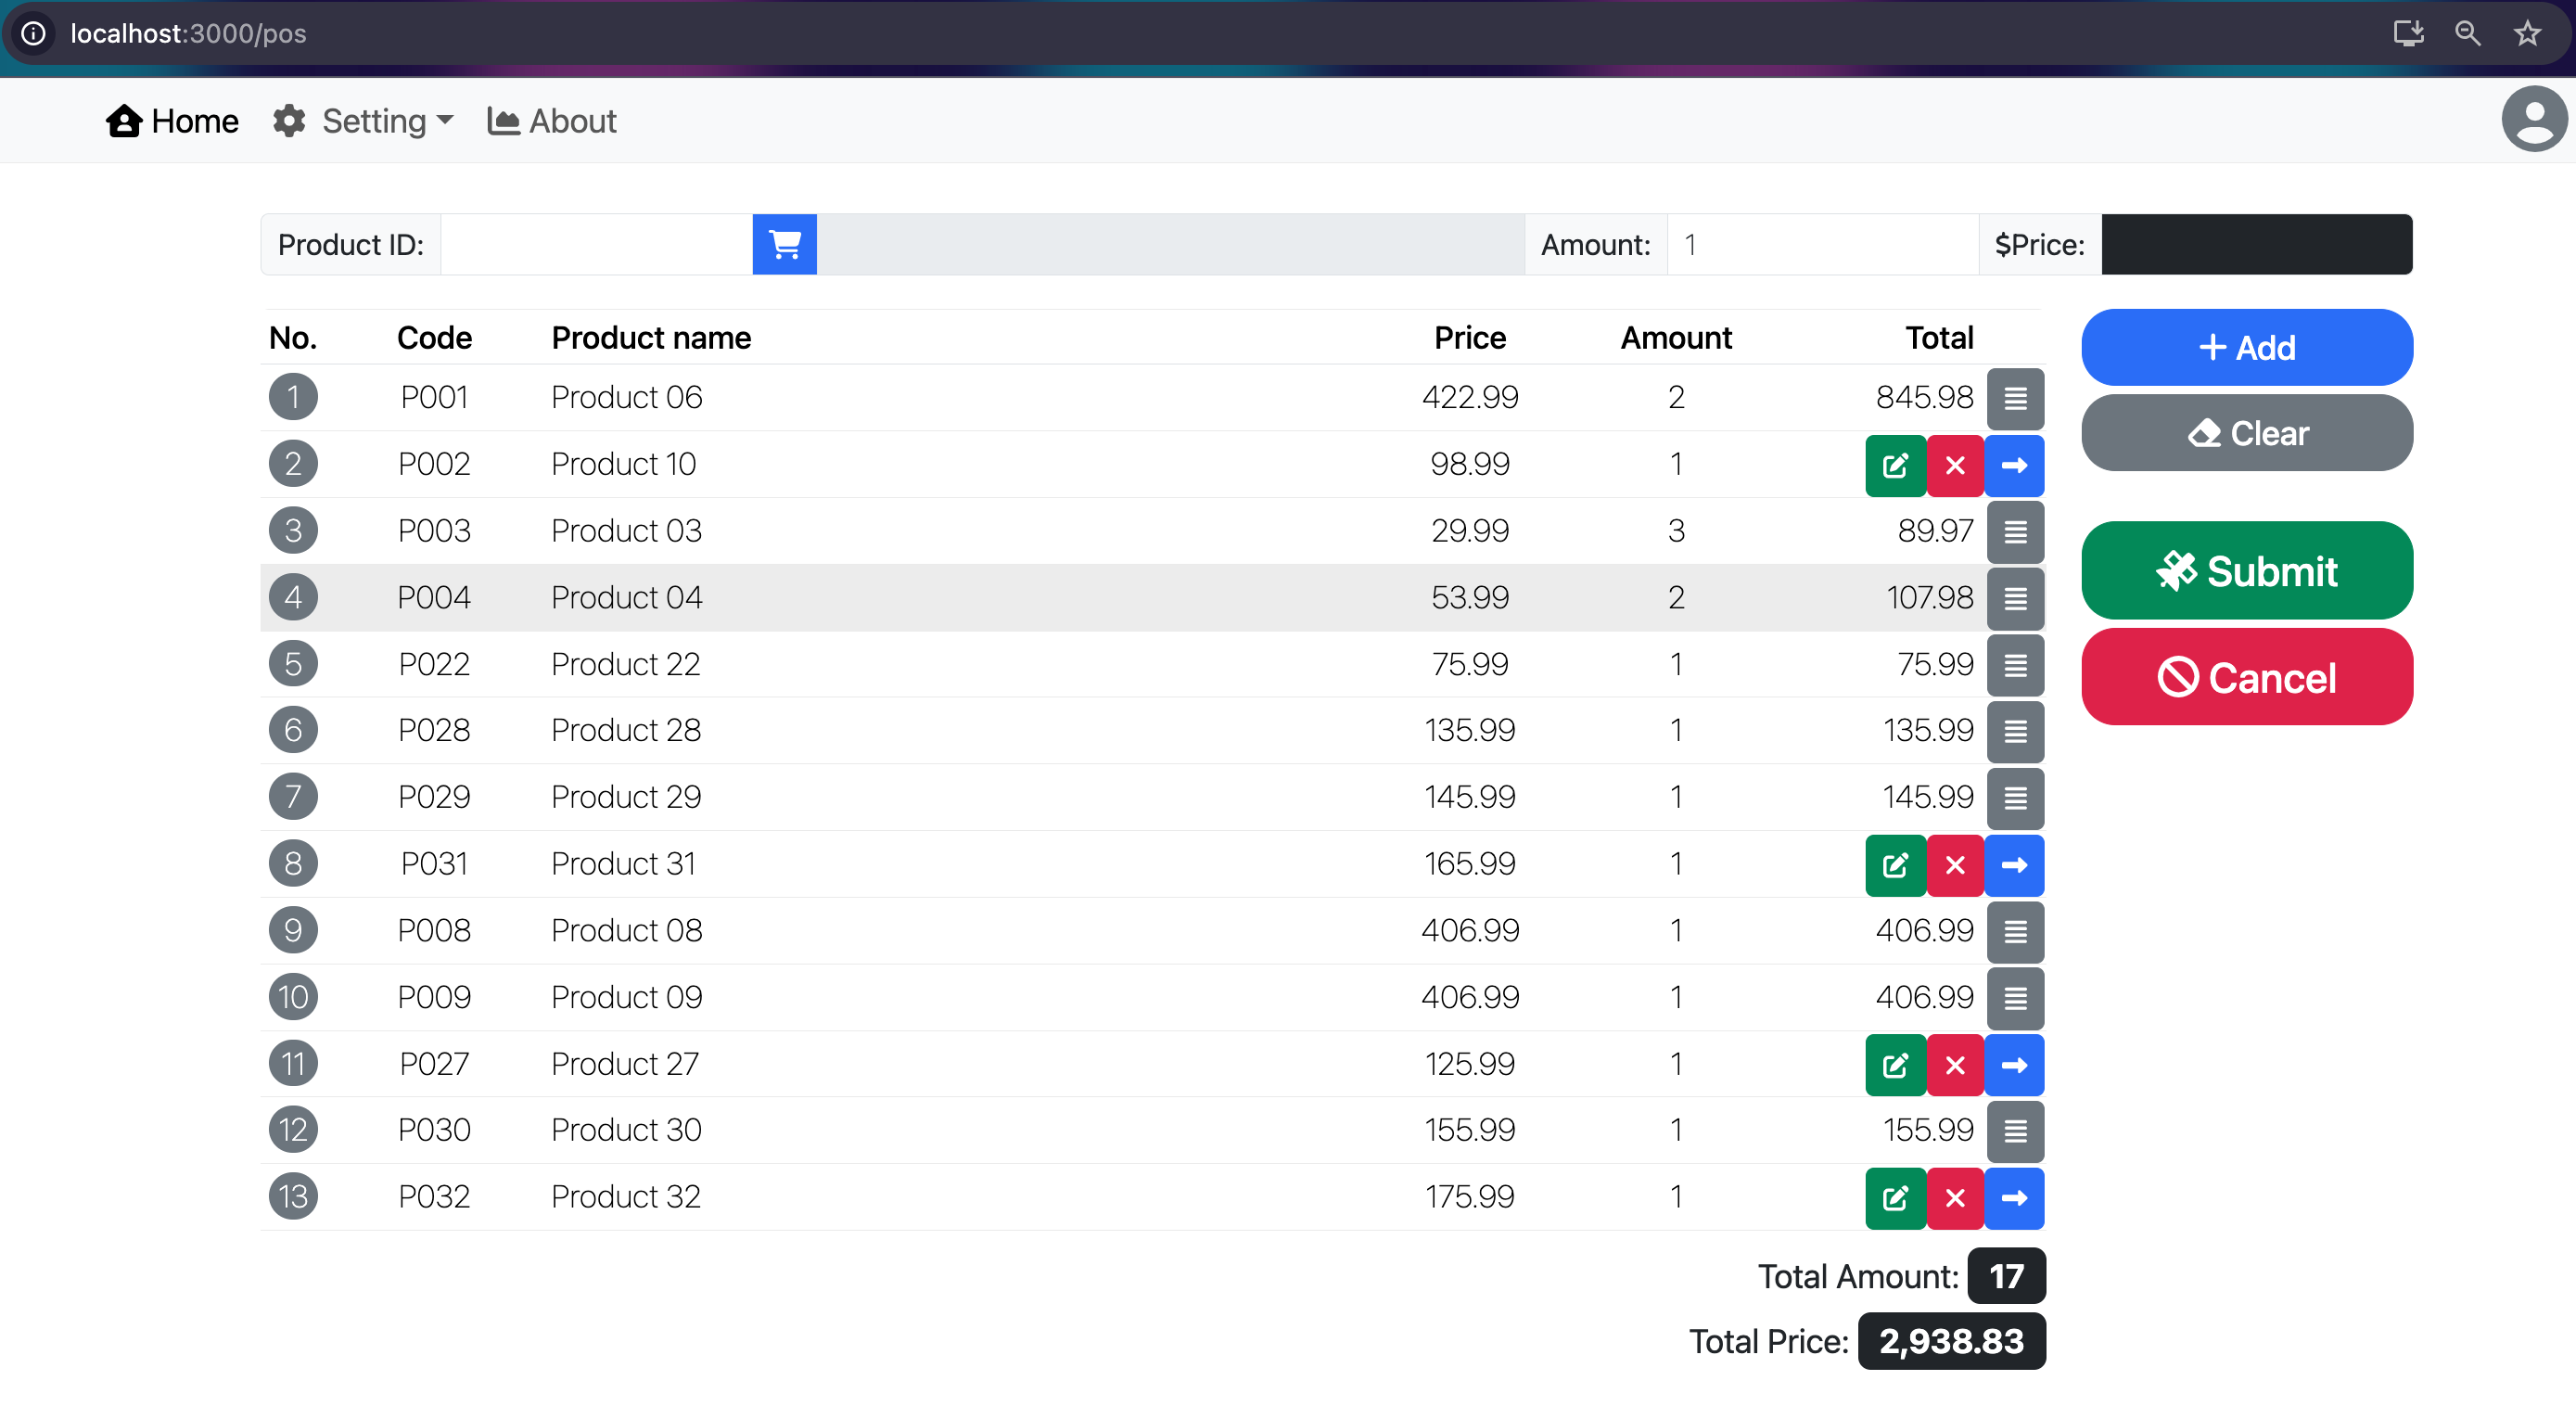 localhost:3000/pos
Home Setting About
Product ID: Amount: 1 $Price:
No. Code Product name Price Amount Total
1 P001 Product 06 422.99 2 845.98
2 P002 Product 10 98.99 1
3 P003 Product 03 29.99 3 89.97
4 P004 Product 04 53.99 2 107.98
5 P022 Product 22 75.99 1 75.99
6 P028 Product 28 135.99 1 135.99
7 P029 Product 29 145.99 1 145.99
8 P031 Product 31 165.99 1
9 P008 Product 08 406.99 1 406.99
10 P009 Product 09 406.99 1 406.99
11 P027 Product 27 125.99 1
12 P030 Product 30 155.99 1 155.99
13 P032 Product 32 175.99 1
Total Amount: 17
Total Price: 2,938.83
Add
Clear
Submit
Cancel